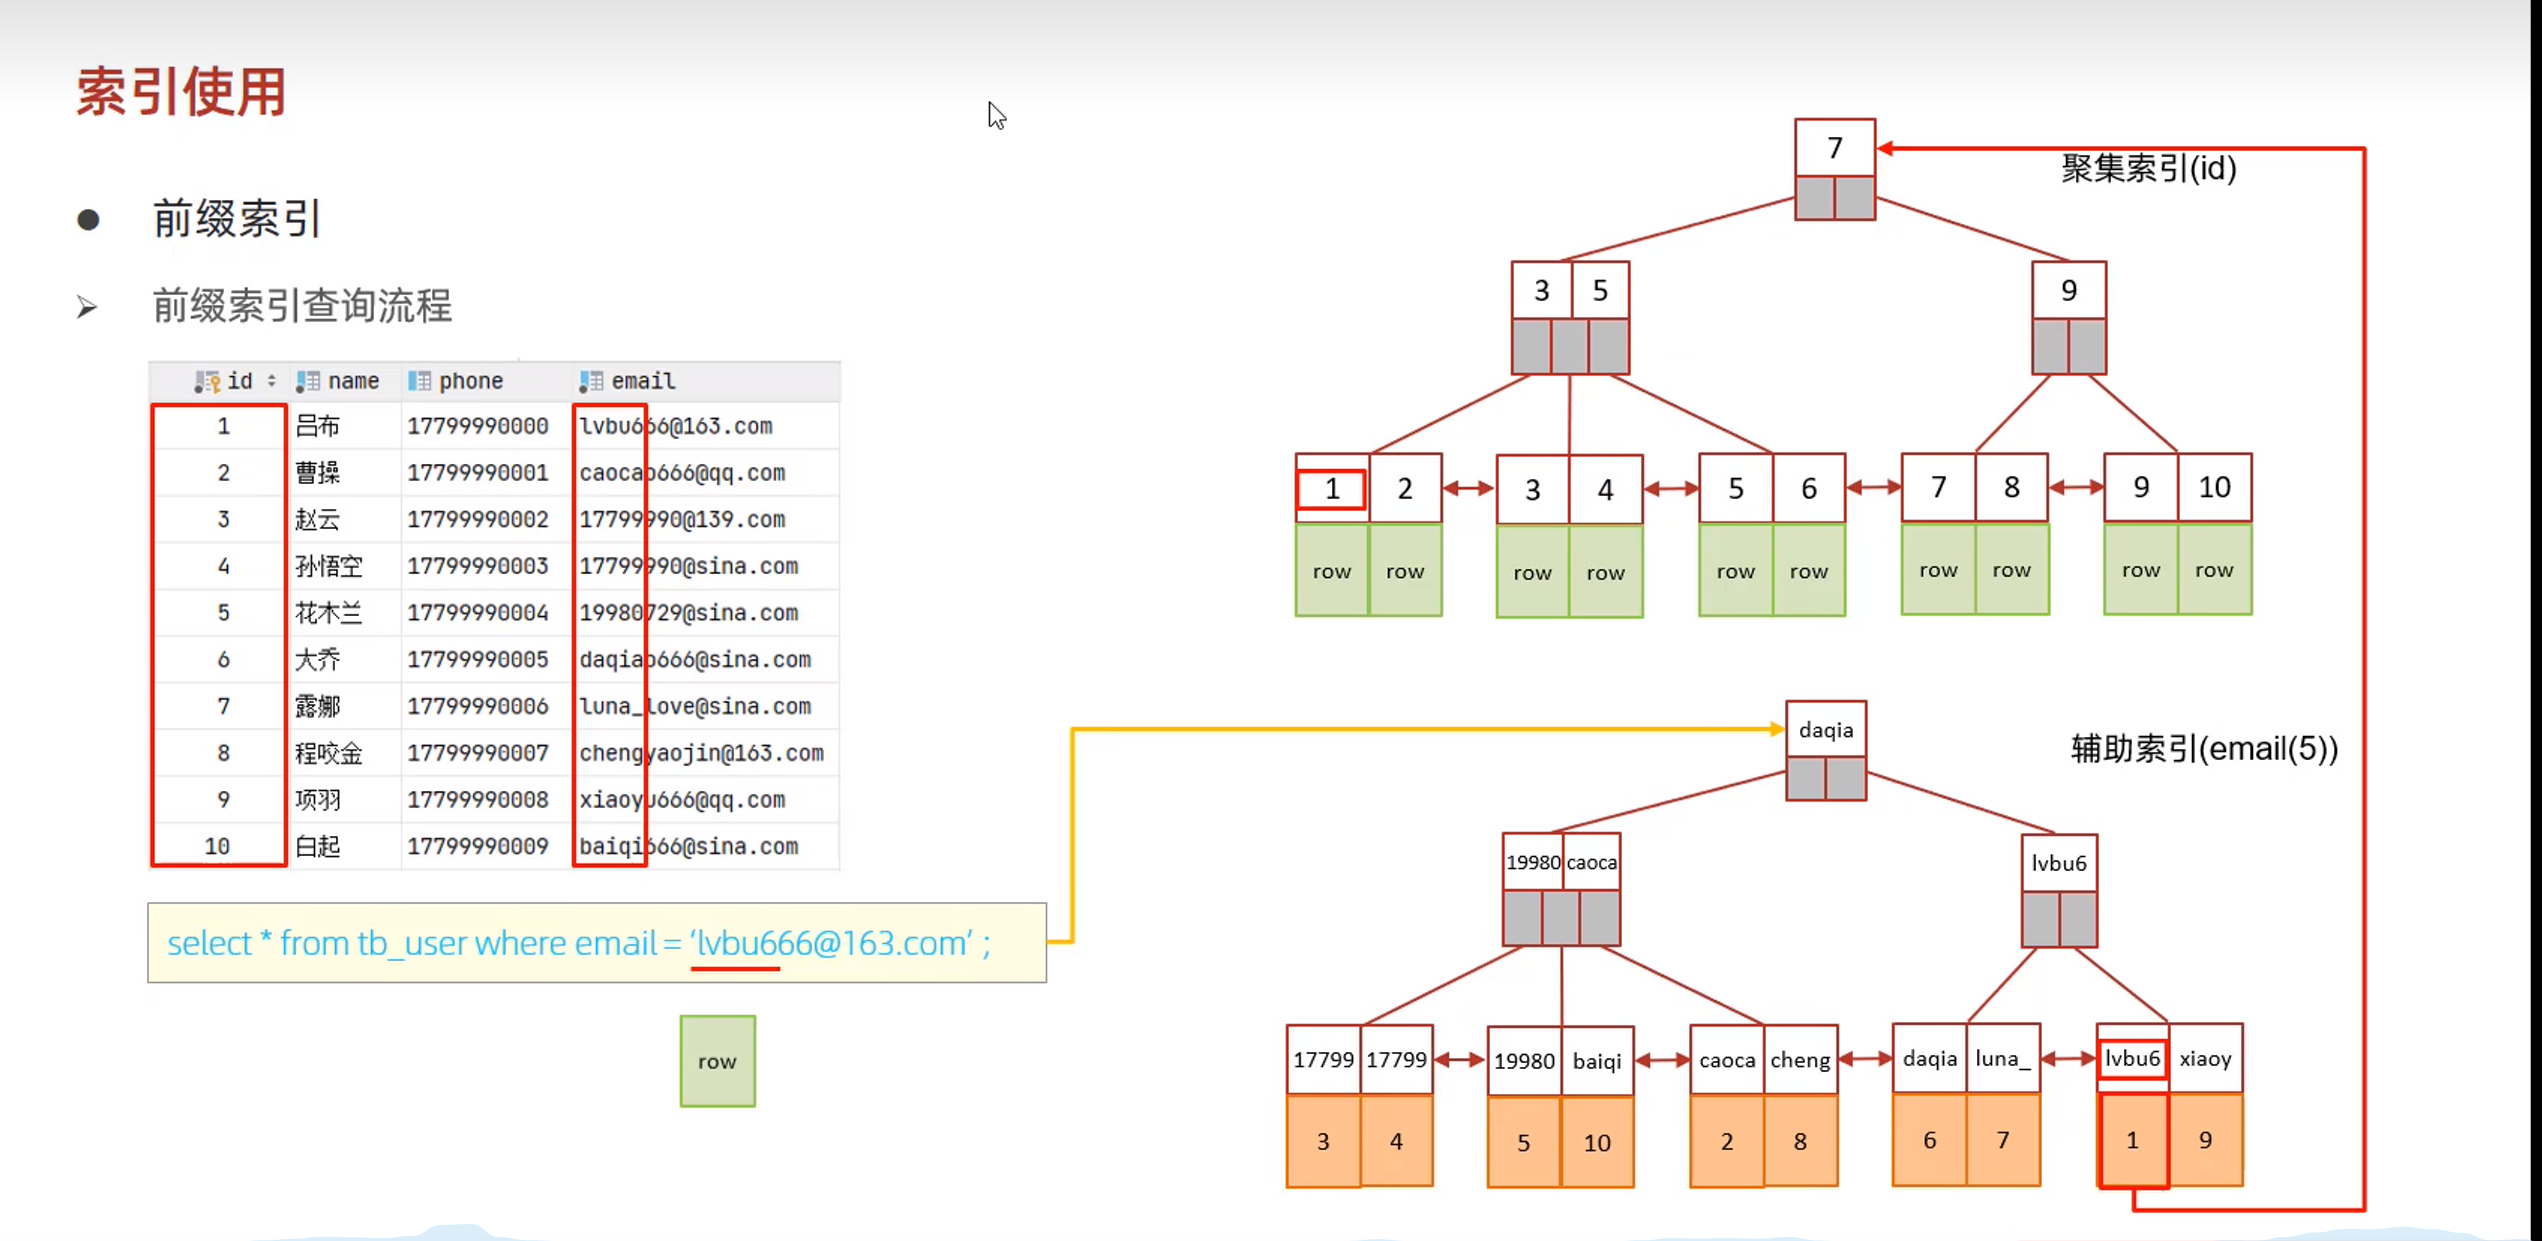 索引使用
前缀索引
前缀索引查询流程
id name phone email
1 吕布 17799990000 lvbu666@163.com
2 曹操 17799990001 caocao666@qq.com
3 赵云 17799990002 17799990@139.com
4 孙悟空 17799990003 17799990@sina.com
5 花木兰 17799990004 19980729@sina.com
6 大乔 17799990005 daqiao666@sina.com
7 露娜 17799990006 luna_love@sina.com
8 程咬金 17799990007 chengyaojin@163.com
9 项羽 17799990008 xiaoyu666@qq.com
10 白起 17799990009 baiqi666@sina.com
select * from tb_user where email = ‘lvbu666@163.com’ ;
row
7
聚集索引(id)
3 5 9
1 2 3 4 5 6 7 8 9 10
row row row row row row row row row row
daqia
辅助索引(email(5))
19980 caoca lvbu6
17799 17799 19980 baiqi caoca cheng daqia luna_ lvbu6 xiaoy
3 4 5 10 2 8 6 7 1 9